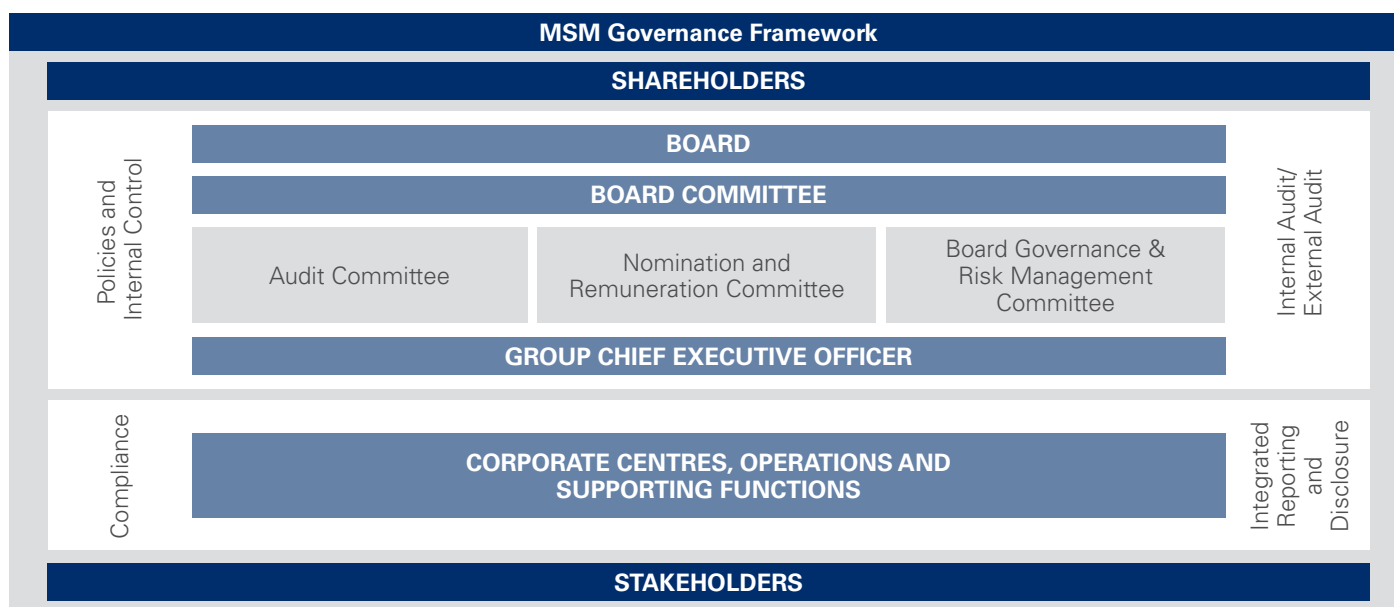 MSM Governance Framework
SHAREHOLDERS
Policies and
Internal Control
BOARD
BOARD COMMITTEE
Audit Committee
Nomination and
Remuneration Committee
Board Governance &
Risk Management
Committee
GROUP CHIEF EXECUTIVE OFFICER
Internal Audit/
External Audit
Compliance
CORPORATE CENTRES, OPERATIONS AND
SUPPORTING FUNCTIONS
Integrated
Reporting
and
Disclosure
STAKEHOLDERS